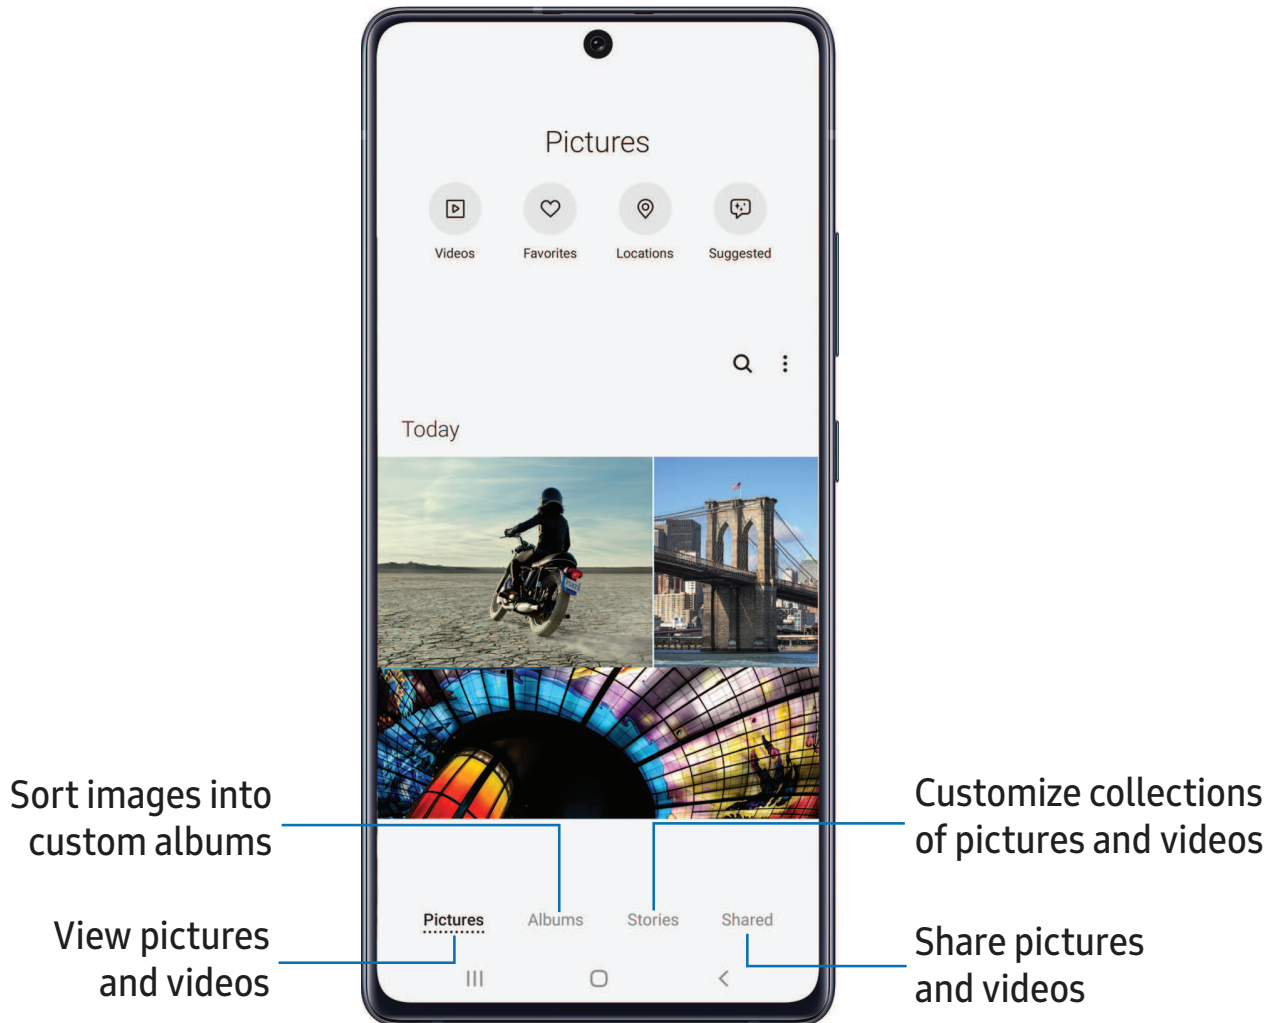 Pictures
Videos
Favorites
Locations
Suggested
Today
Sort images into
custom albums
Customize collections
of pictures and videos
Pictures
Albums
Stories
Shared
View pictures
and videos
Share pictures
and videos